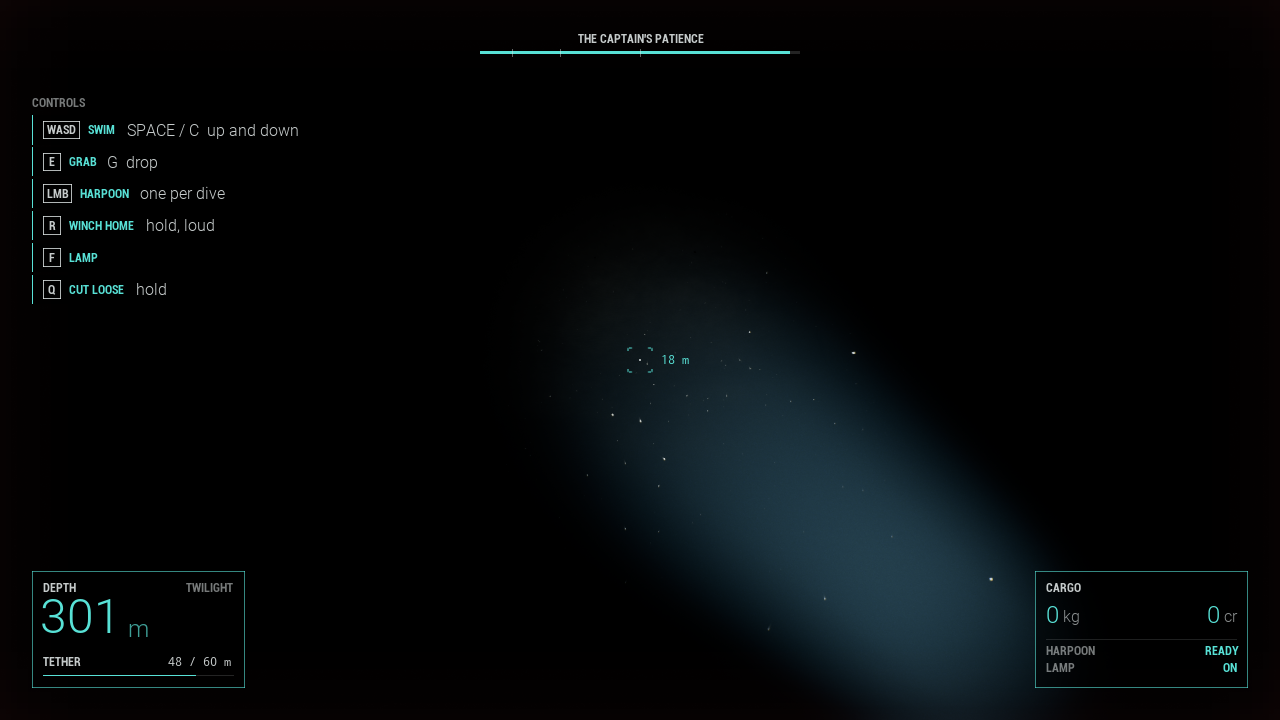 THE CAPTAIN'S PATIENCE
CONTROLS
WASD SWIM SPACE / C up and down
E GRAB G drop
LMB HARPOON one per dive
R WINCH HOME hold, loud
F LAMP
Q CUT LOOSE hold
18 m
DEPTH TWILIGHT
301 m
TETHER 48 / 60 m
CARGO
0 kg 0 cr
HARPOON READY
LAMP ON